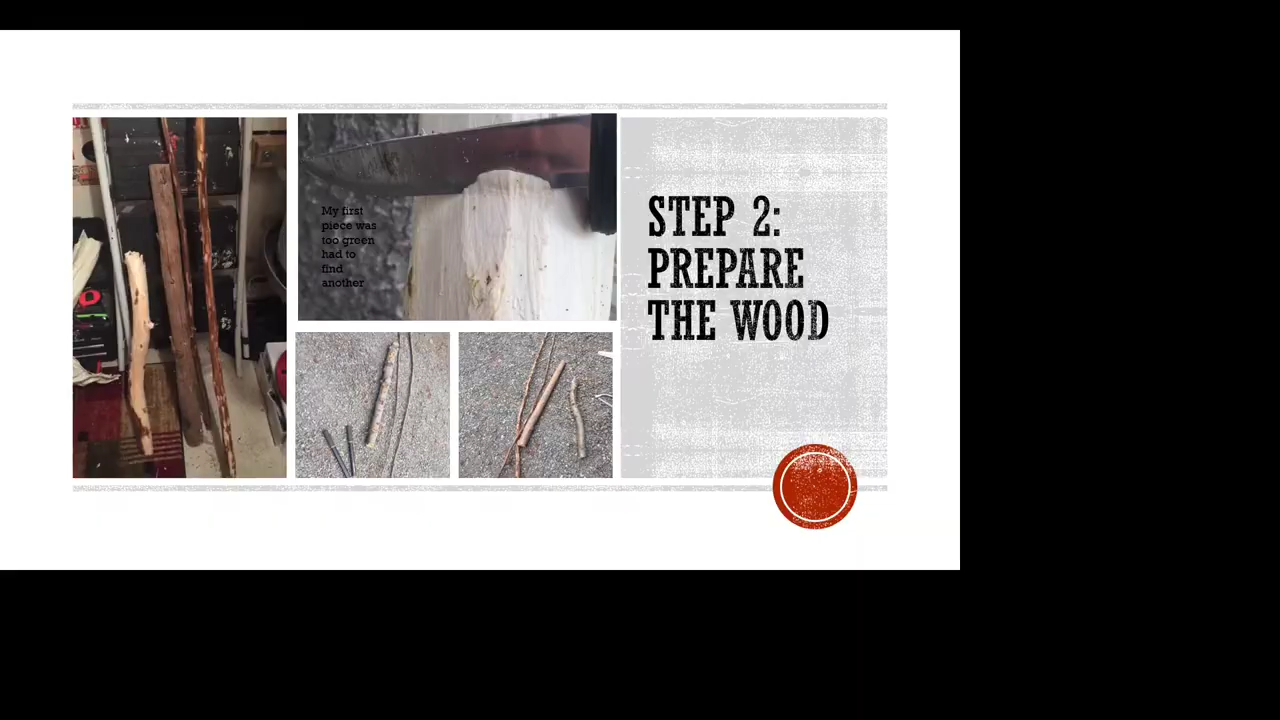 My first
piece was
too green
had to
find
another
STEP 2:
PREPARE
THE WOOD